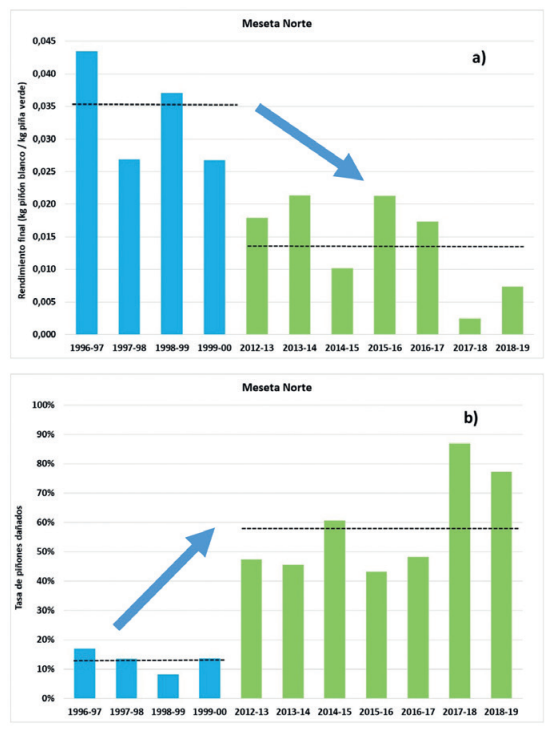 Meseta Norte
a)
Rendimiento final (kg piñón blanco / kg piña verde)
0,045
0,040
0,035
0,030
0,025
0,020
0,015
0,010
0,005
0,000
1996-97 1997-98 1998-99 1999-00 2012-13 2013-14 2014-15 2015-16 2016-17 2017-18 2018-19
Meseta Norte
b)
Tasa de piñones dañados
100%
90%
80%
70%
60%
50%
40%
30%
20%
10%
0%
1996-97 1997-98 1998-99 1999-00 2012-13 2013-14 2014-15 2015-16 2016-17 2017-18 2018-19